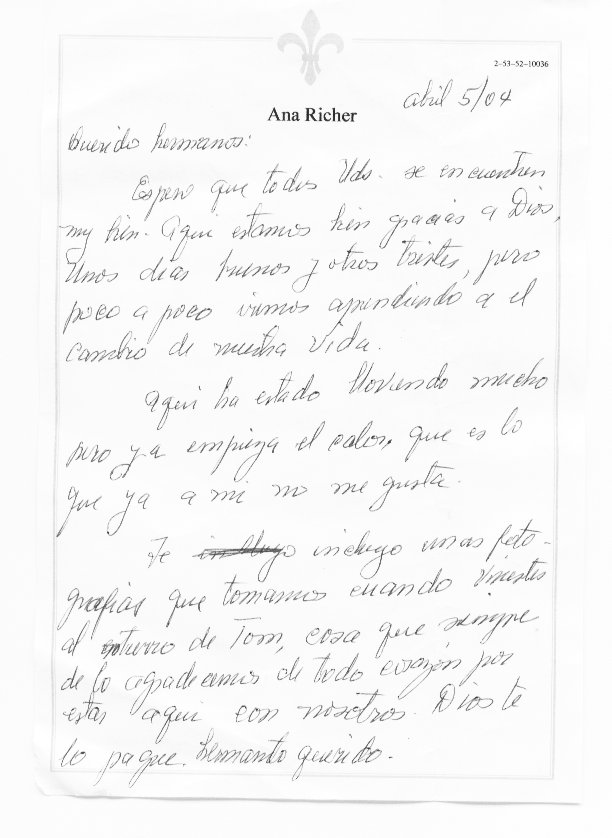 2-53-52-10036
abril 5/04
Ana Richer
Querido hermanos:
Espero que todos Uds. se encuentren
my bien. Aqui estamos bien gracias a Dios,
Unos dias buenos y otros tristes, pero
poco a poco iremos aprendiendo a el
cambio de nuestra vida.
Aqui ha estado lloviendo mucho
pero ya empieza el calor, que es lo
que ya a mi no me gusta.
Te incluyo unas foto-
grafias que tomamos cuando vinistes
al entierro de Tom, cosa que siempre
de lo agradecemos de todo corazón por
estar aqui con nosotros. Dios te
lo pague. hermanito querido.